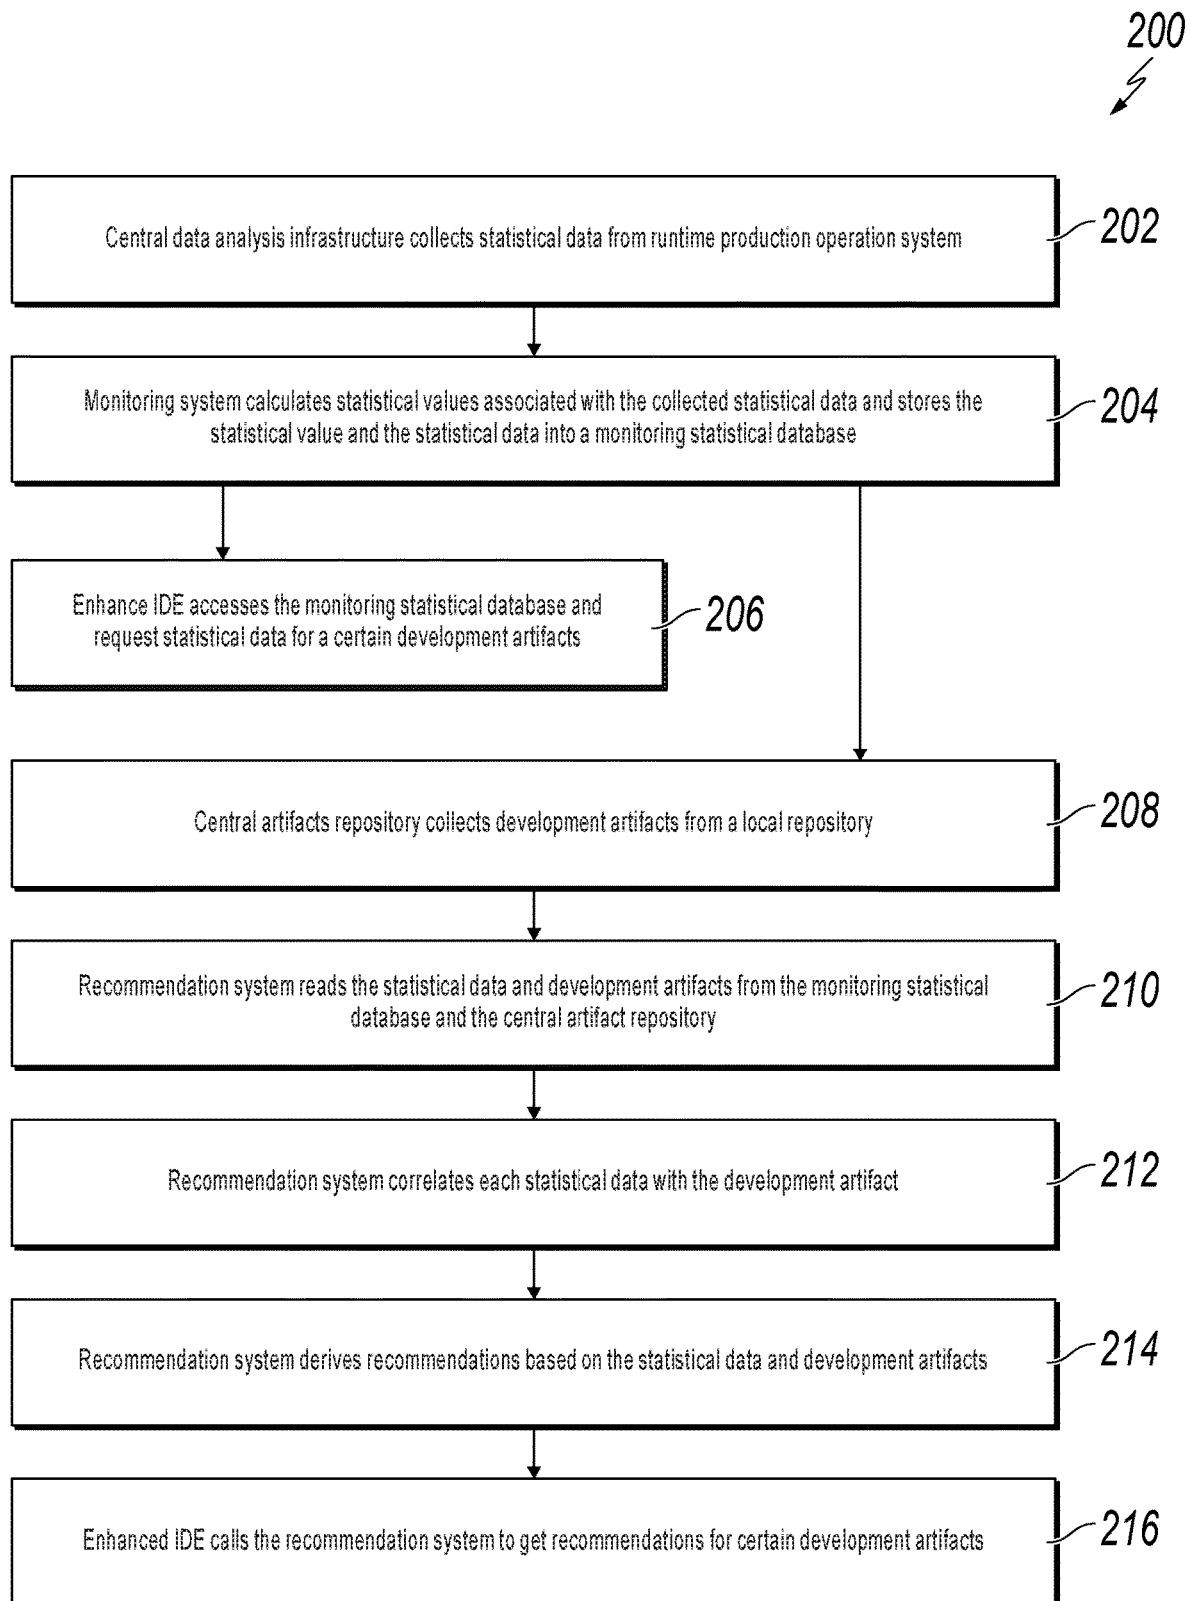 200
Central data analysis infrastructure collects statistical data from runtime production operation system
202
Monitoring system calculates statistical values associated with the collected statistical data and stores the
statistical value and the statistical data into a monitoring statistical database
204
Enhance IDE accesses the monitoring statistical database and
request statistical data for a certain development artifacts
206
Central artifacts repository collects development artifacts from a local repository
208
Recommendation system reads the statistical data and development artifacts from the monitoring statistical
database and the central artifact repository
210
Recommendation system correlates each statistical data with the development artifact
212
Recommendation system derives recommendations based on the statistical data and development artifacts
214
Enhanced IDE calls the recommendation system to get recommendations for certain development artifacts
216